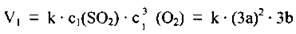 V₁ = k · c₁(SO₂) · c₁³ (O₂) = k · (3a)² · 3b